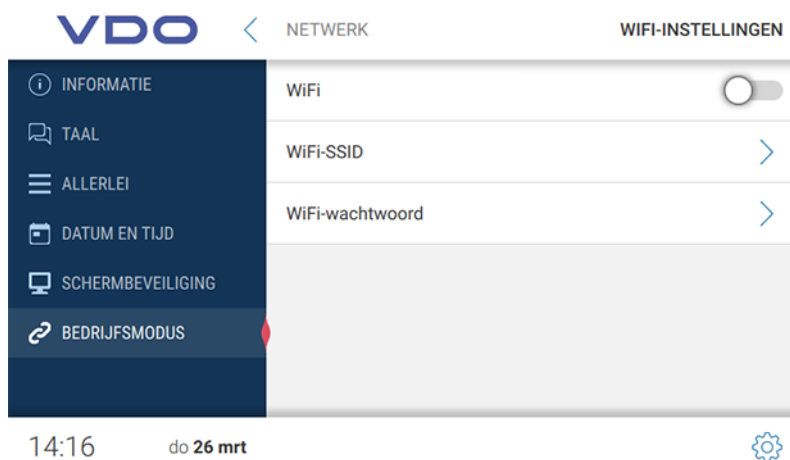 VDO
NETWERK
WIFI-INSTELLINGEN
INFORMATIE
TAAL
ALLERLEI
DATUM EN TIJD
SCHERMBEVEILIGING
BEDRIJFSMODUS
WiFi
WiFi-SSID
WiFi-wachtwoord
14:16
do 26 mrt